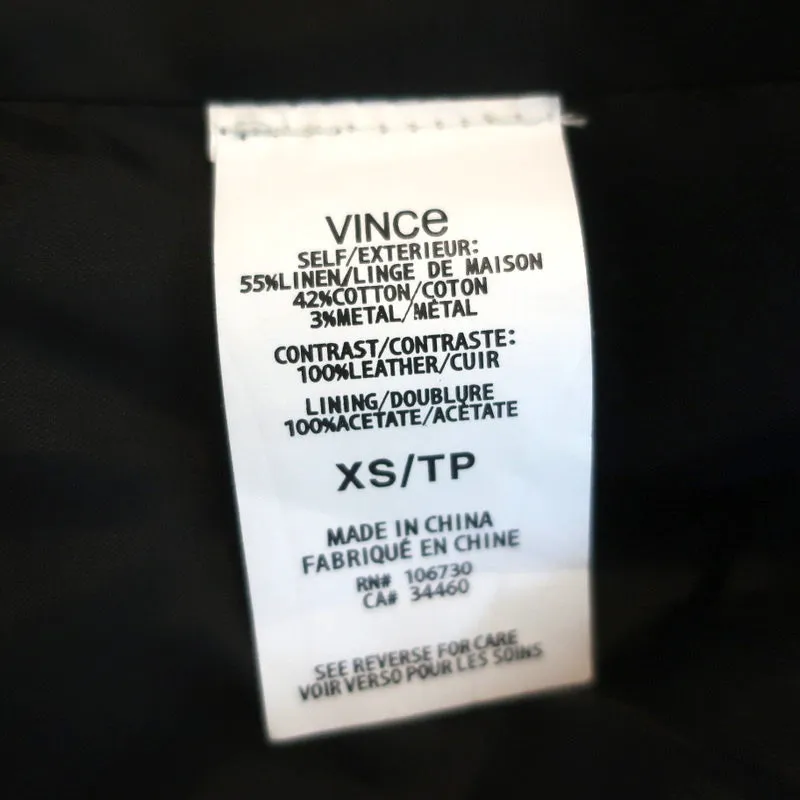 VINCe
SELF/EXTERIEUR:
55%LINEN/LINGE DE MAISON
42%COTTON/COTON
3%METAL/MÉTAL
CONTRAST/CONTRASTE:
100%LEATHER/CUIR
LINING/DOUBLURE
100%ACETATE/ACÉTATE
XS/TP
MADE IN CHINA
FABRIQUÉ EN CHINE
RN# 106730
CA# 34460
SEE REVERSE FOR CARE
VOIR VERSO POUR LES SOINS